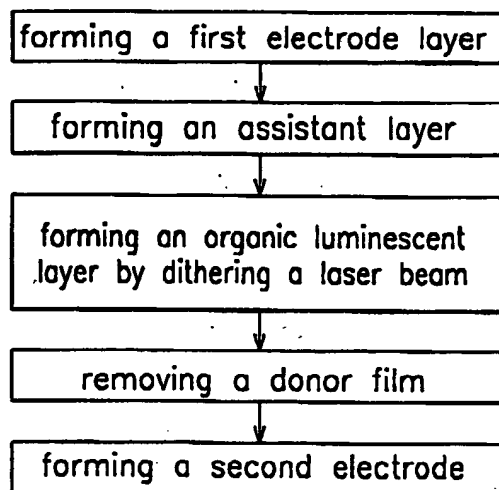 forming a first electrode layer
forming an assistant layer
forming an organic luminescent
layer by dithering a laser beam
removing a donor film
forming a second electrode